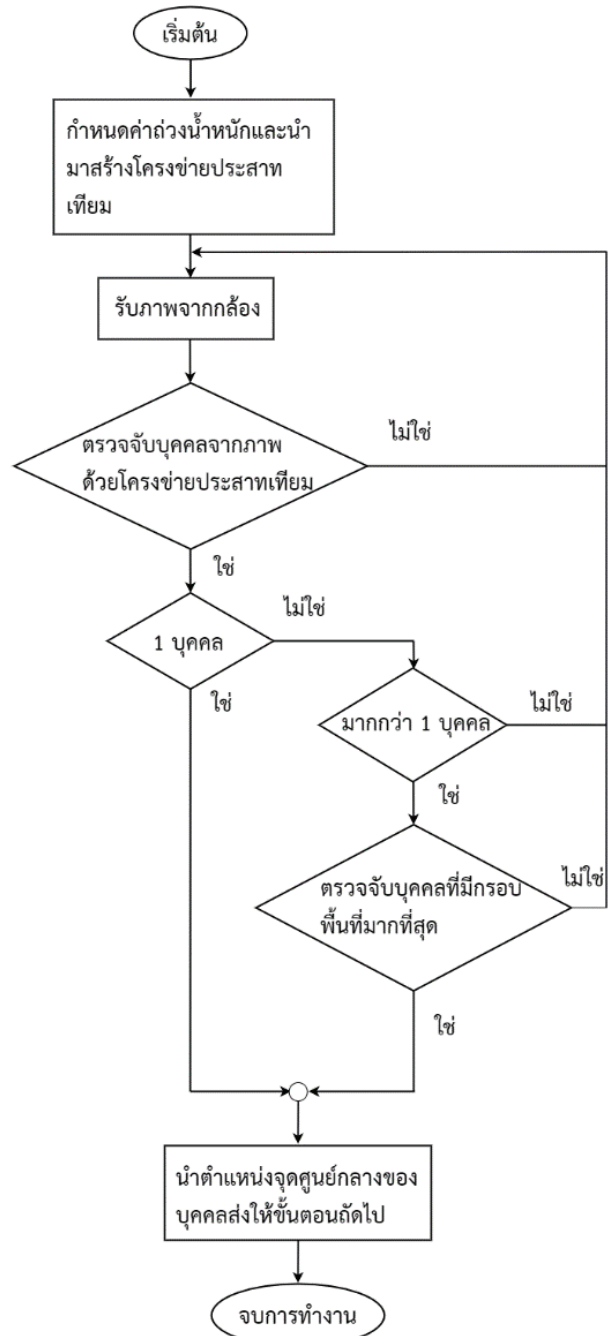 เริ่มต้น
กำหนดค่าถ่วงน้ำหนักและนำ
มาสร้างโครงข่ายประสาท
เทียม
รับภาพจากกล้อง
ตรวจจับบุคคลจากภาพ
ด้วยโครงข่ายประสาทเทียม
ไม่ใช่
ใช่
1 บุคคล
ไม่ใช่
ใช่
มากกว่า 1 บุคคล
ไม่ใช่
ใช่
ตรวจจับบุคคลที่มีกรอบ
พื้นที่มากที่สุด
ไม่ใช่
ใช่
นำตำแหน่งจุดศูนย์กลางของ
บุคคลส่งให้ขั้นตอนถัดไป
จบการทำงาน